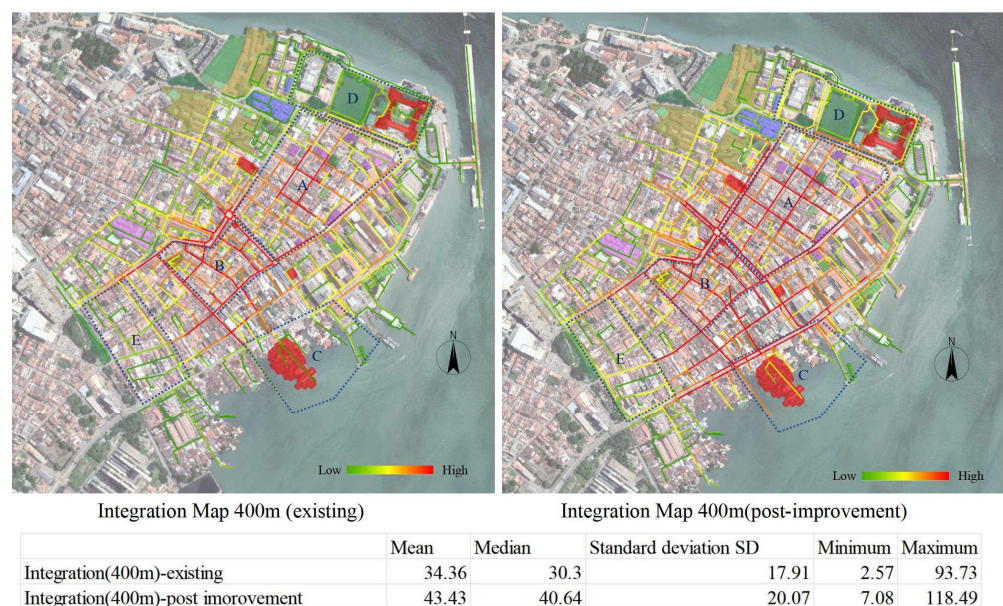 D
A
B
E
C
N
Low High
D
A
B
E
C
N
Low High
Integration Map 400m (existing)
Integration Map 400m(post-improvement)
Mean Median Standard deviation SD Minimum Maximum
Integration(400m)-existing 34.36 30.3 17.91 2.57 93.73
Integration(400m)-post imorovement 43.43 40.64 20.07 7.08 118.49